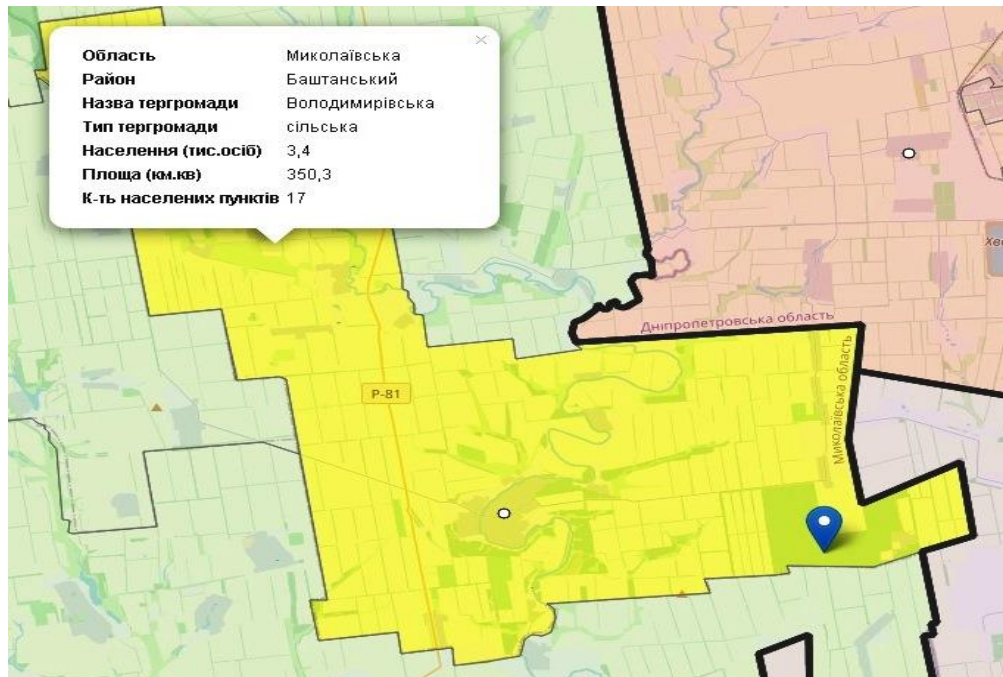 Область Миколаївська
Район Баштанський
Назва тергромади Володимирівська
Тип тергромади сільська
Населення (тис.осіб) 3,4
Площа (км.кв) 350,3
К-ть населених пунктів 17
Дніпропетровська область
Миколаївська область
Р-81